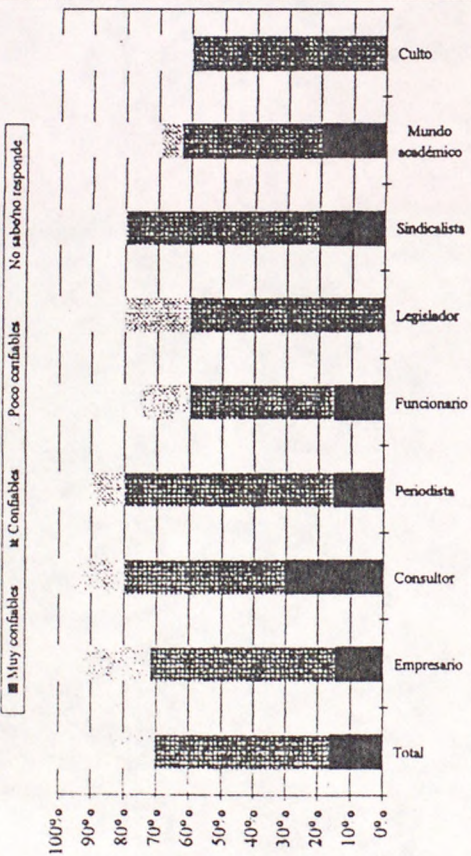 ■ Muy confiables ✖ Confiables Poco confiables No sabe/no responde
100%
90%
80%
70%
60%
50%
40%
30%
20%
10%
0%
Total
Empresario
Consultor
Periodista
Funcionario
Legislador
Sindicalista
Mundo
académico
Culto